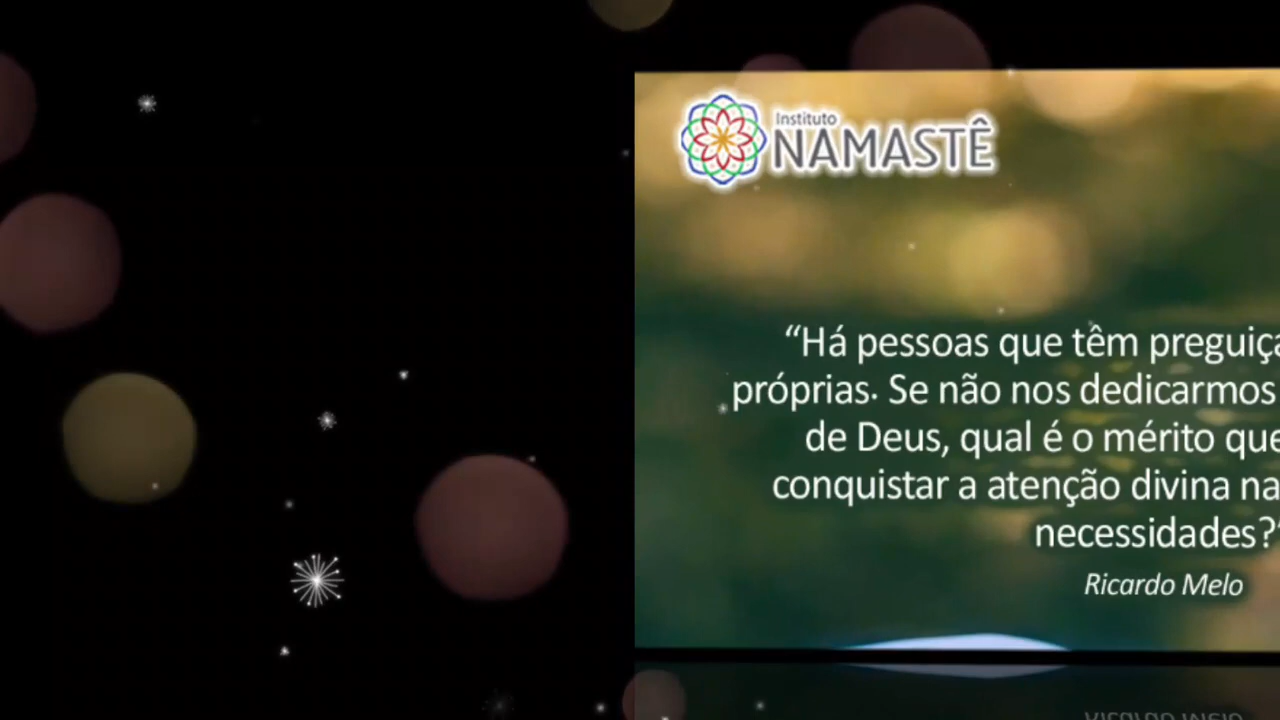 Instituto
NAMASTÊ
“Há pessoas que têm preguiça
próprias. Se não nos dedicarmos
de Deus, qual é o mérito que
conquistar a atenção divina na
necessidades?”
Ricardo Melo